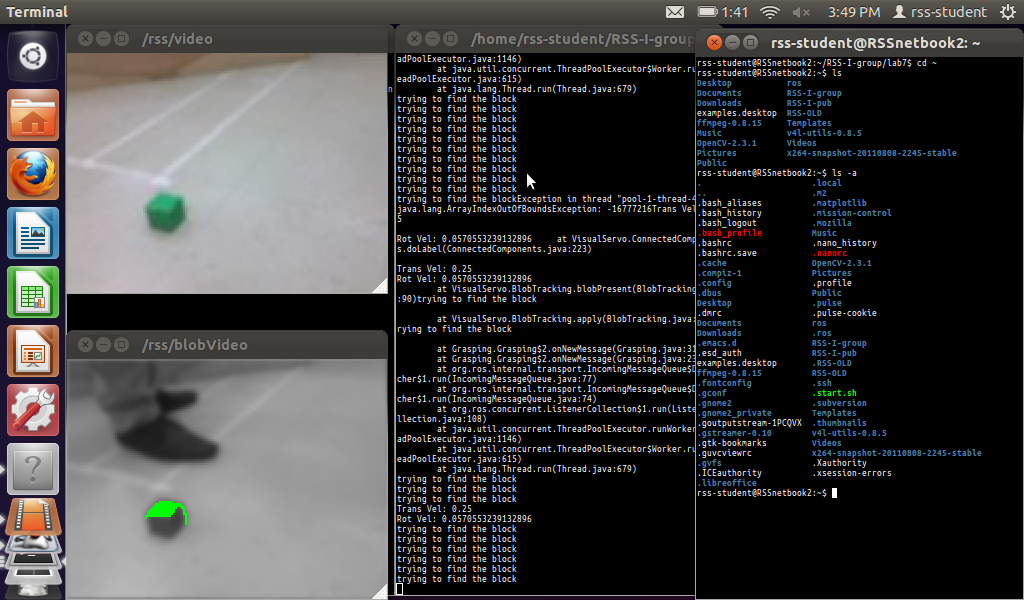 Terminal
1:41
3:49 PM
rss-student
/rss/video
/rss/blobVideo
/home/rss-student/RSS-I-group
adPoolExecutor.java:1146)
at java.util.concurrent.ThreadPoolExecutor$Worker.ru
eadPoolExecutor.java:615)
at java.lang.Thread.run(Thread.java:679)
trying to find the block
trying to find the block
trying to find the block
trying to find the block
trying to find the block
trying to find the block
trying to find the block
trying to find the block
trying to find the block
trying to find the block
trying to find the blockException in thread "pool-1-thread-4
java.lang.ArrayIndexOutOfBoundsException: -16777216Trans Vel
5
Rot Vel: 0.0570553239132896 at VisualServo.ConnectedComp
s.doLabel(ConnectedComponents.java:223)
Trans Vel: 0.25
Rot Vel: 0.0570553239132896
at VisualServo.BlobTracking.blobPresent(BlobTracking
:90)trying to find the block
at VisualServo.BlobTracking.apply(BlobTracking.java:
rying to find the block
at Grasping.Grasping$2.onNewMessage(Grasping.java:31
at Grasping.Grasping$2.onNewMessage(Grasping.java:23
at org.ros.internal.transport.IncomingMessageQueue$D
cher$1.run(IncomingMessageQueue.java:77)
at org.ros.internal.transport.IncomingMessageQueue$D
cher$1.run(IncomingMessageQueue.java:74)
at org.ros.concurrent.ListenerCollection$1.run(Liste
llection.java:108)
at java.util.concurrent.ThreadPoolExecutor.runWorker
adPoolExecutor.java:1146)
at java.util.concurrent.ThreadPoolExecutor$Worker.ru
eadPoolExecutor.java:615)
at java.lang.Thread.run(Thread.java:679)
trying to find the block
trying to find the block
trying to find the block
Trans Vel: 0.25
Rot Vel: 0.0570553239132896
trying to find the block
trying to find the block
trying to find the block
trying to find the block
trying to find the block
trying to find the block
rss-student@RSSnetbook2: ~
rss-student@RSSnetbook2:~/RSS-I-group/lab7$ cd ~
rss-student@RSSnetbook2:~$ ls
Desktop ros
Documents RSS-I-group
Downloads RSS-I-pub
examples.desktop RSS-OLD
ffmpeg-0.8.15 Templates
Music v4l-utils-0.8.5
OpenCV-2.3.1 Videos
Pictures x264-snapshot-20110808-2245-stable
Public
rss-student@RSSnetbook2:~$ ls -a
. .local
.. .m2
.bash_aliases .matplotlib
.bash_history .mission-control
.bash_logout .mozilla
.bash_profile Music
.bashrc .nano_history
.bashrc.save .nanorc
.cache OpenCV-2.3.1
.compiz-1 Pictures
.config .profile
.dbus Public
Desktop .pulse
.dmrc .pulse-cookie
Documents ros
Downloads .ros
.emacs.d RSS-I-group
.esd_auth RSS-I-pub
examples.desktop .RSS-OLD
ffmpeg-0.8.15 RSS-OLD
.fontconfig .ssh
.gconf .start.sh
.gnome2 .subversion
.gnome2_private Templates
.goutputstream-1PCQVX .thumbnails
.gstreamer-0.10 v4l-utils-0.8.5
.gtk-bookmarks Videos
.guvcviewrc x264-snapshot-20110808-2245-stable
.gvfs .Xauthority
.ICEauthority .xsession-errors
.libreoffice
rss-student@RSSnetbook2:~$